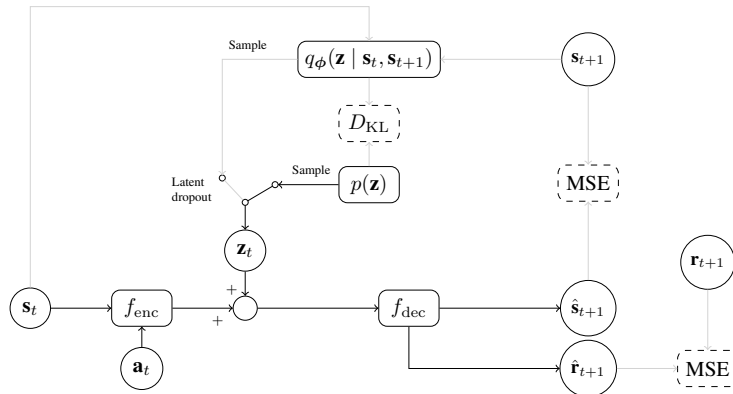 Sample
q_ϕ(z | s_t, s_{t+1})
s_{t+1}
D_KL
Sample
Latent
dropout
p(z)
MSE
z_t
r_{t+1}
+
s_t
f_enc
+
f_dec
ŝ_{t+1}
a_t
r̂_{t+1}
MSE